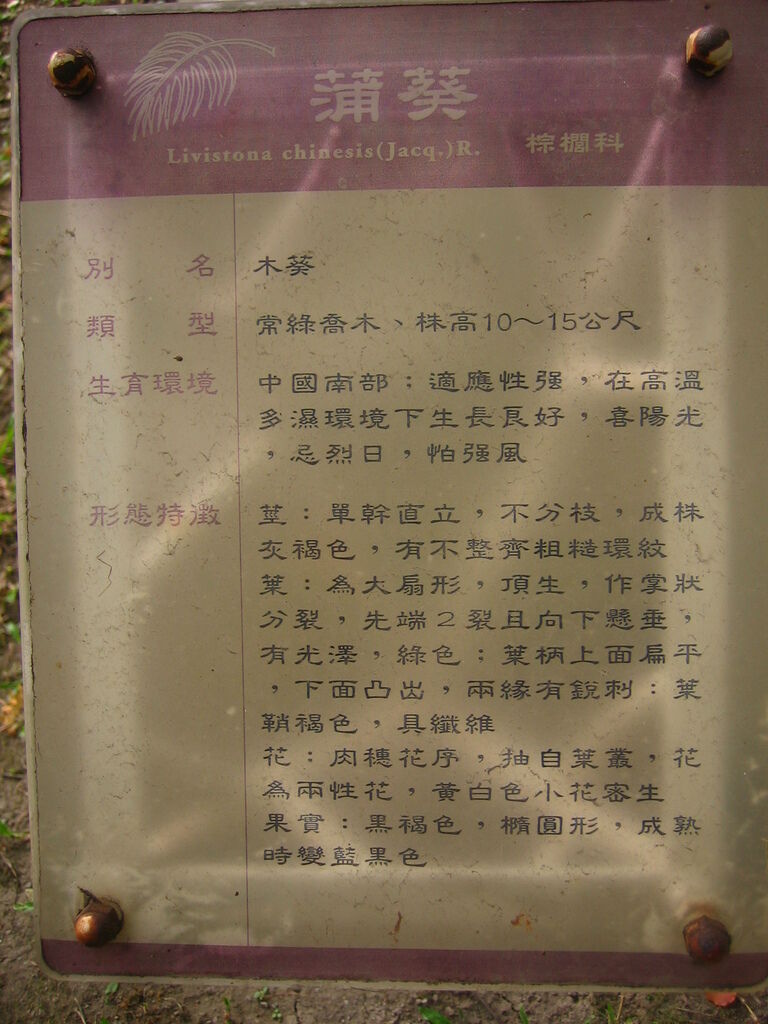 蒲葵
Livistona chinesis(Jacq.)R. 棕櫚科
別名 木葵
類型 常綠喬木、株高10～15公尺
生育環境 中國南部；適應性强，在高溫
多濕環境下生長良好，喜陽光
，忌烈日，怕强風
形態特徵 莖：單幹直立，不分枝，成株
灰褐色，有不整齊粗糙環紋
葉：為大扇形，頂生，作掌狀
分裂，先端2裂且向下懸垂，
有光澤，綠色；葉柄上面扁平
，下面凸出，兩緣有銳刺：葉
鞘褐色，具纖維
花：肉穗花序，抽自葉叢，花
為兩性花，黃白色小花密生
果實：黑褐色，橢圓形，成熟
時變藍黑色